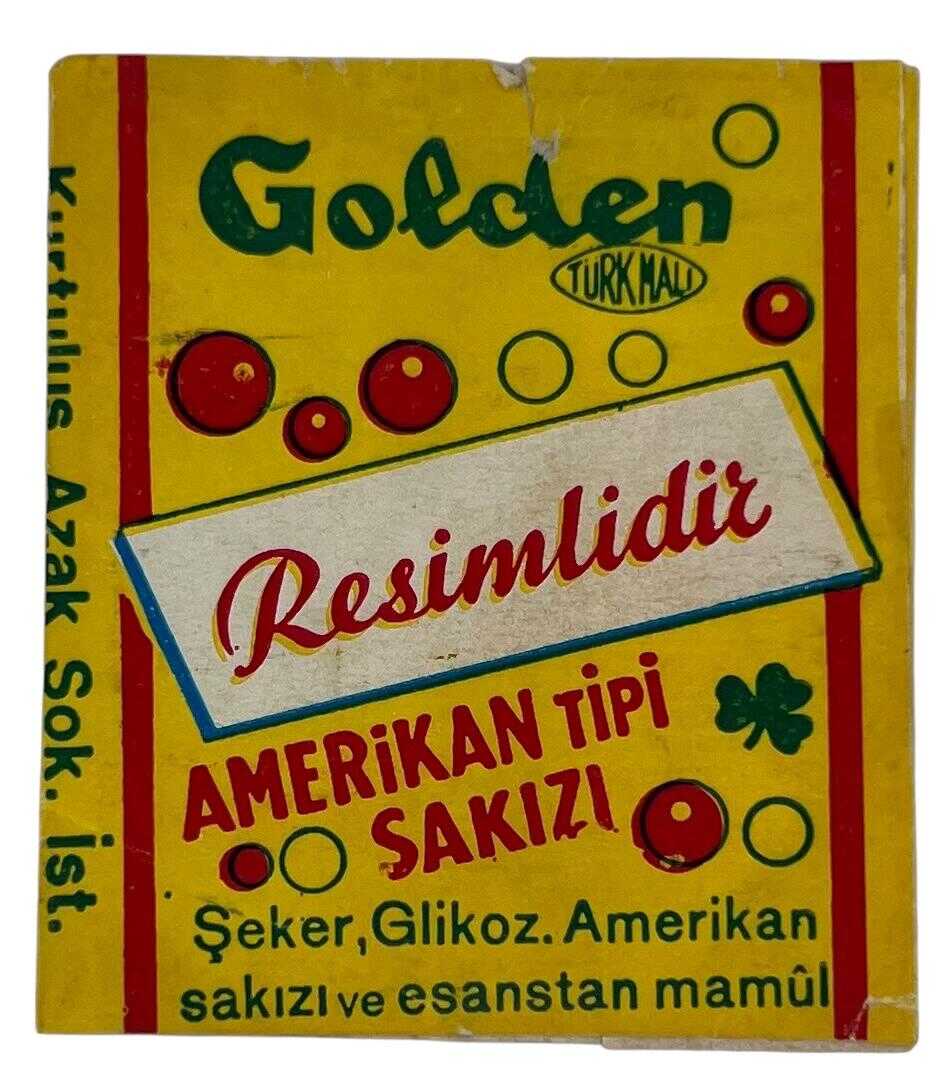 Golden
TÜRK MALI
Resimlidir
AMERİKAN TİPİ
SAKIZI
Şeker, Glikoz. Amerikan
sakızı ve esanstan mamûl
Kurtuluş Azak Sok. İst.